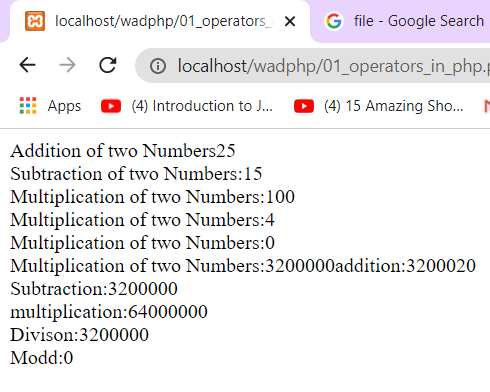 localhost/wadphp/01_operators_
file - Google Search
localhost/wadphp/01_operators_in_php.p
Apps
(4) Introduction to J...
(4) 15 Amazing Sho...
Addition of two Numbers25
Subtraction of two Numbers:15
Multiplication of two Numbers:100
Multiplication of two Numbers:4
Multiplication of two Numbers:0
Multiplication of two Numbers:3200000addition:3200020
Subtraction:3200000
multiplication:64000000
Divison:3200000
Modd:0